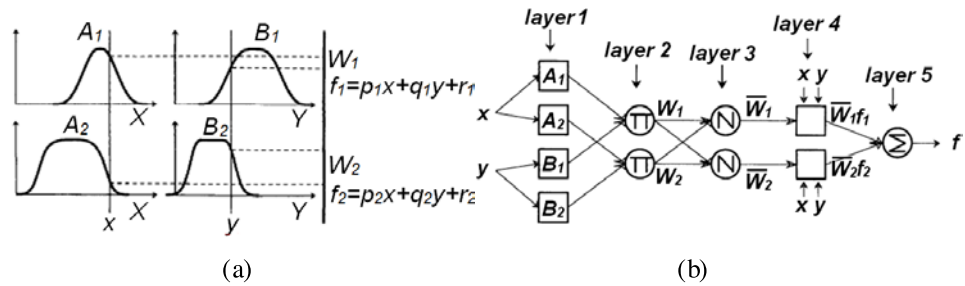 A1
B1
W1
f1=p1x+q1y+r1
X
Y
A2
B2
W2
f2=p2x+q2y+r2
x
X
y
Y
(a)
layer 1
layer 2
layer 3
layer 4
layer 5
x y
A1
x
A2
Π
W1
N
W̅1
W̅1f1
Σ
f
y
B1
Π
W2
N
W̅2
W̅2f2
B2
x y
(b)